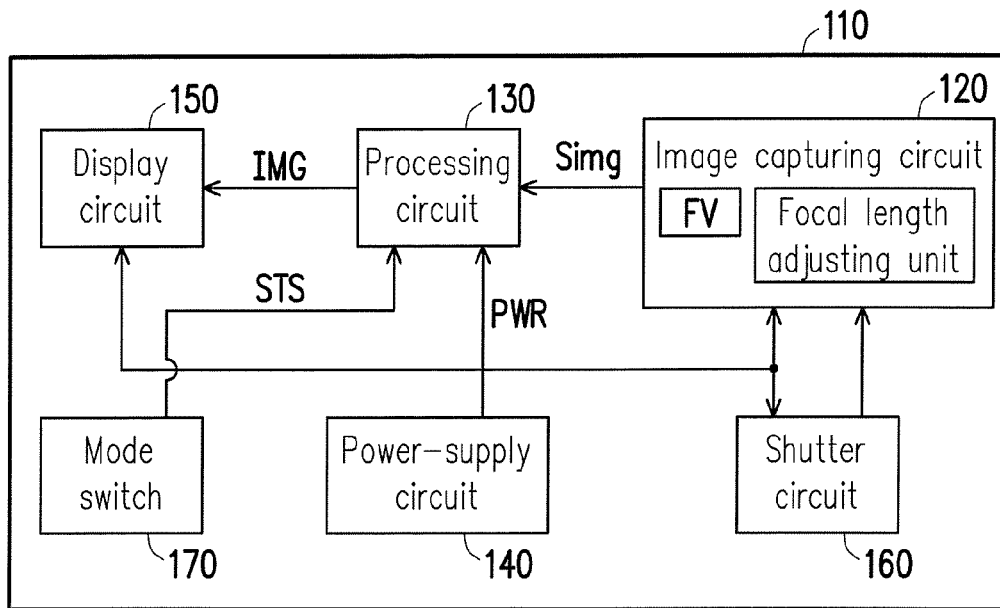 110
150
130
120
Display
circuit
IMG
Processing
circuit
Simg
Image capturing circuit
FV
Focal length
adjusting unit
STS
PWR
Mode
switch
Power-supply
circuit
Shutter
circuit
170
140
160